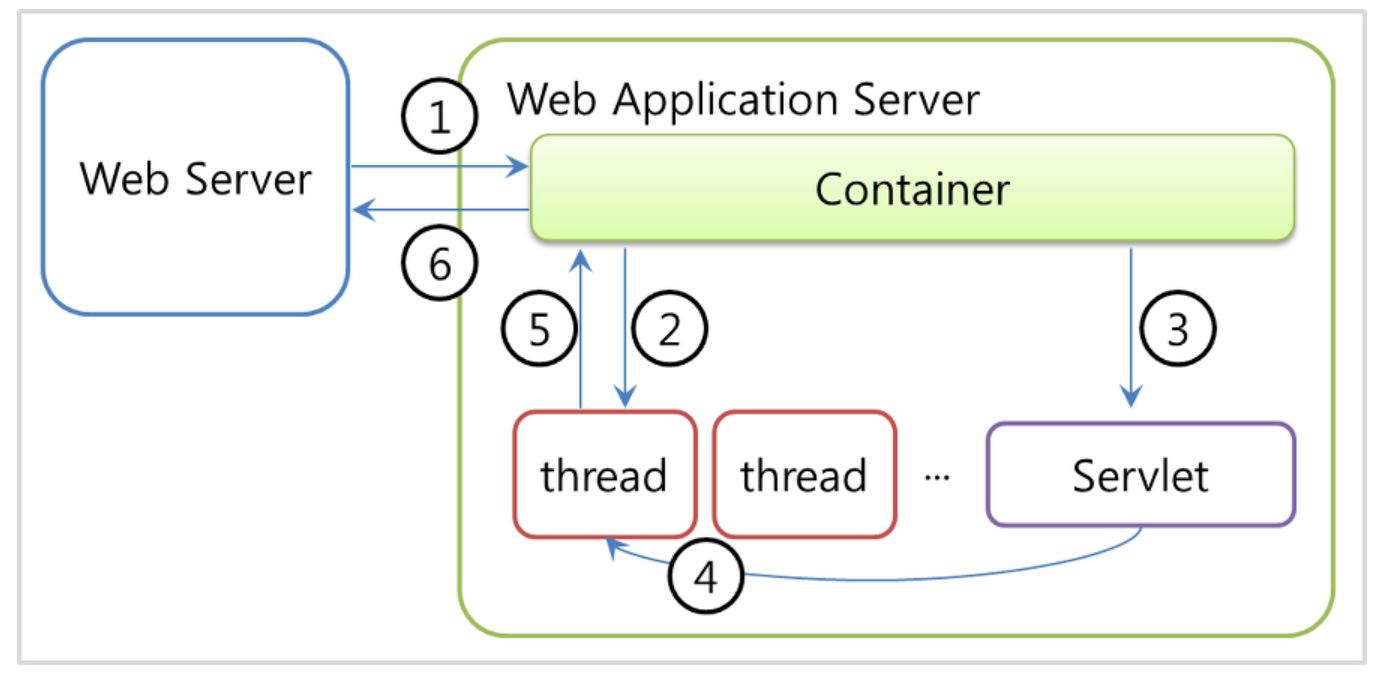 Web Application Server
1
Web Server
Container
6
5
2
3
thread
thread
...
Servlet
4